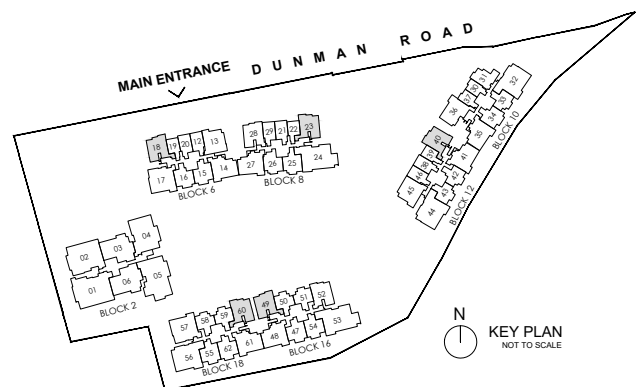 DUNMAN ROAD
MAIN ENTRANCE
18 19 20 12 13
17 16 15 14
BLOCK 6
28 29 21 22 23
27 26 25 24
BLOCK 8
31 32
30
37
36 33
34
35
BLOCK 10
40
39 41
38
46 42
45 43
44
BLOCK 12
02 03 04
01 06 05
BLOCK 2
57 58 59 60
56 55 62 61
BLOCK 18
49 50 51 52
48 47 54 53
BLOCK 16
N
KEY PLAN
NOT TO SCALE